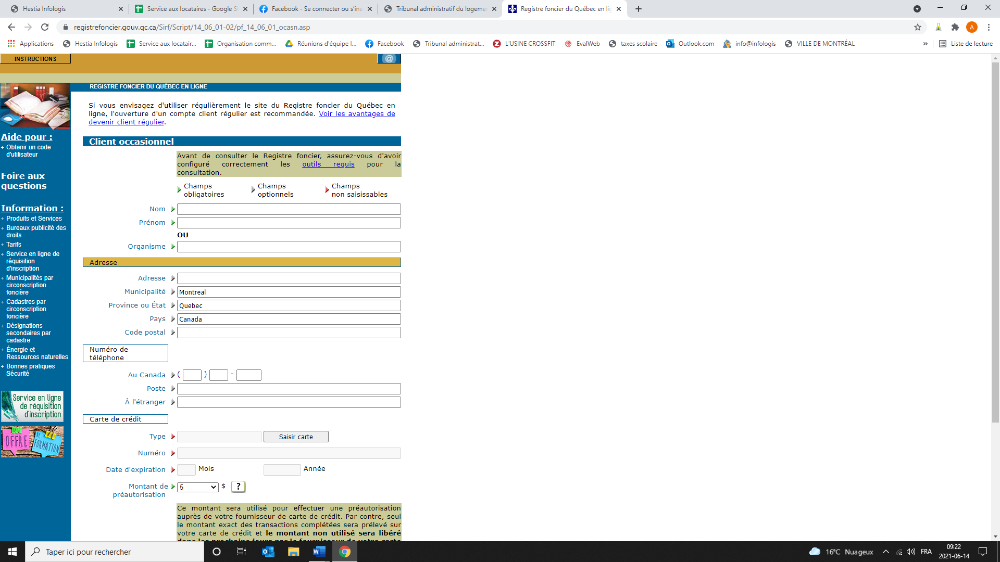 Hestia Infologis
Service aux locataires - Google S
Facebook - Se connecter ou s'ins
Tribunal administratif du logeme
Registre foncier du Québec en lig
registrefoncier.gouv.qc.ca/Sirf/Script/14_06_01-02/pf_14_06_01_ocasn.asp
A
Applications
Hestia Infologis
Service aux locatair...
Organisation comm...
Réunions d'équipe l...
Facebook
Tribunal administrat...
L'USINE CROSSFIT
EvalWeb
taxes scolaire
Outlook.com
info@infologis
VILLE DE MONTRÉAL
»
Liste de lecture
INSTRUCTIONS
@
REGISTRE FONCIER DU QUÉBEC EN LIGNE
Si vous envisagez d'utiliser régulièrement le site du Registre foncier du Québec en
ligne, l'ouverture d'un compte client régulier est recommandée. Voir les avantages de
devenir client régulier.
Aide pour :
Obtenir un code
d'utilisateur
Foire aux
questions
Information :
Produits et Services
Bureaux publicité des
droits
Tarifs
Service en ligne de
réquisition
d'inscription
Municipalités par
circonscription
foncière
Cadastres par
circonscription
foncière
Désignations
secondaires par
cadastre
Énergie et
Ressources naturelles
Bonnes pratiques
Sécurité
Service en ligne
de réquisition
d'inscription
OFFRE
DE
FORMATION
Client occasionnel
Avant de consulter le Registre foncier, assurez-vous d'avoir
configuré correctement les outils requis pour la
consultation.
Champs
obligatoires
Champs
optionnels
Champs
non saisissables
Nom
Prénom
OU
Organisme
Adresse
Adresse
Municipalité Montreal
Province ou État Quebec
Pays Canada
Code postal
Numéro de
téléphone
Au Canada ( ) -
Poste
À l'étranger
Carte de crédit
Type Saisir carte
Numéro
Date d'expiration Mois Année
Montant de
préautorisation 5 $ ?
Ce montant sera utilisé pour effectuer une préautorisation
auprès de votre fournisseur de carte de crédit. Par contre, seul
le montant exact des transactions complétées sera prélevé sur
votre carte de crédit et le montant non utilisé sera libéré
dans les prochains jours par le fournisseur de votre carte
Taper ici pour rechercher
16°C Nuageux
FRA
09:22
2021-06-14